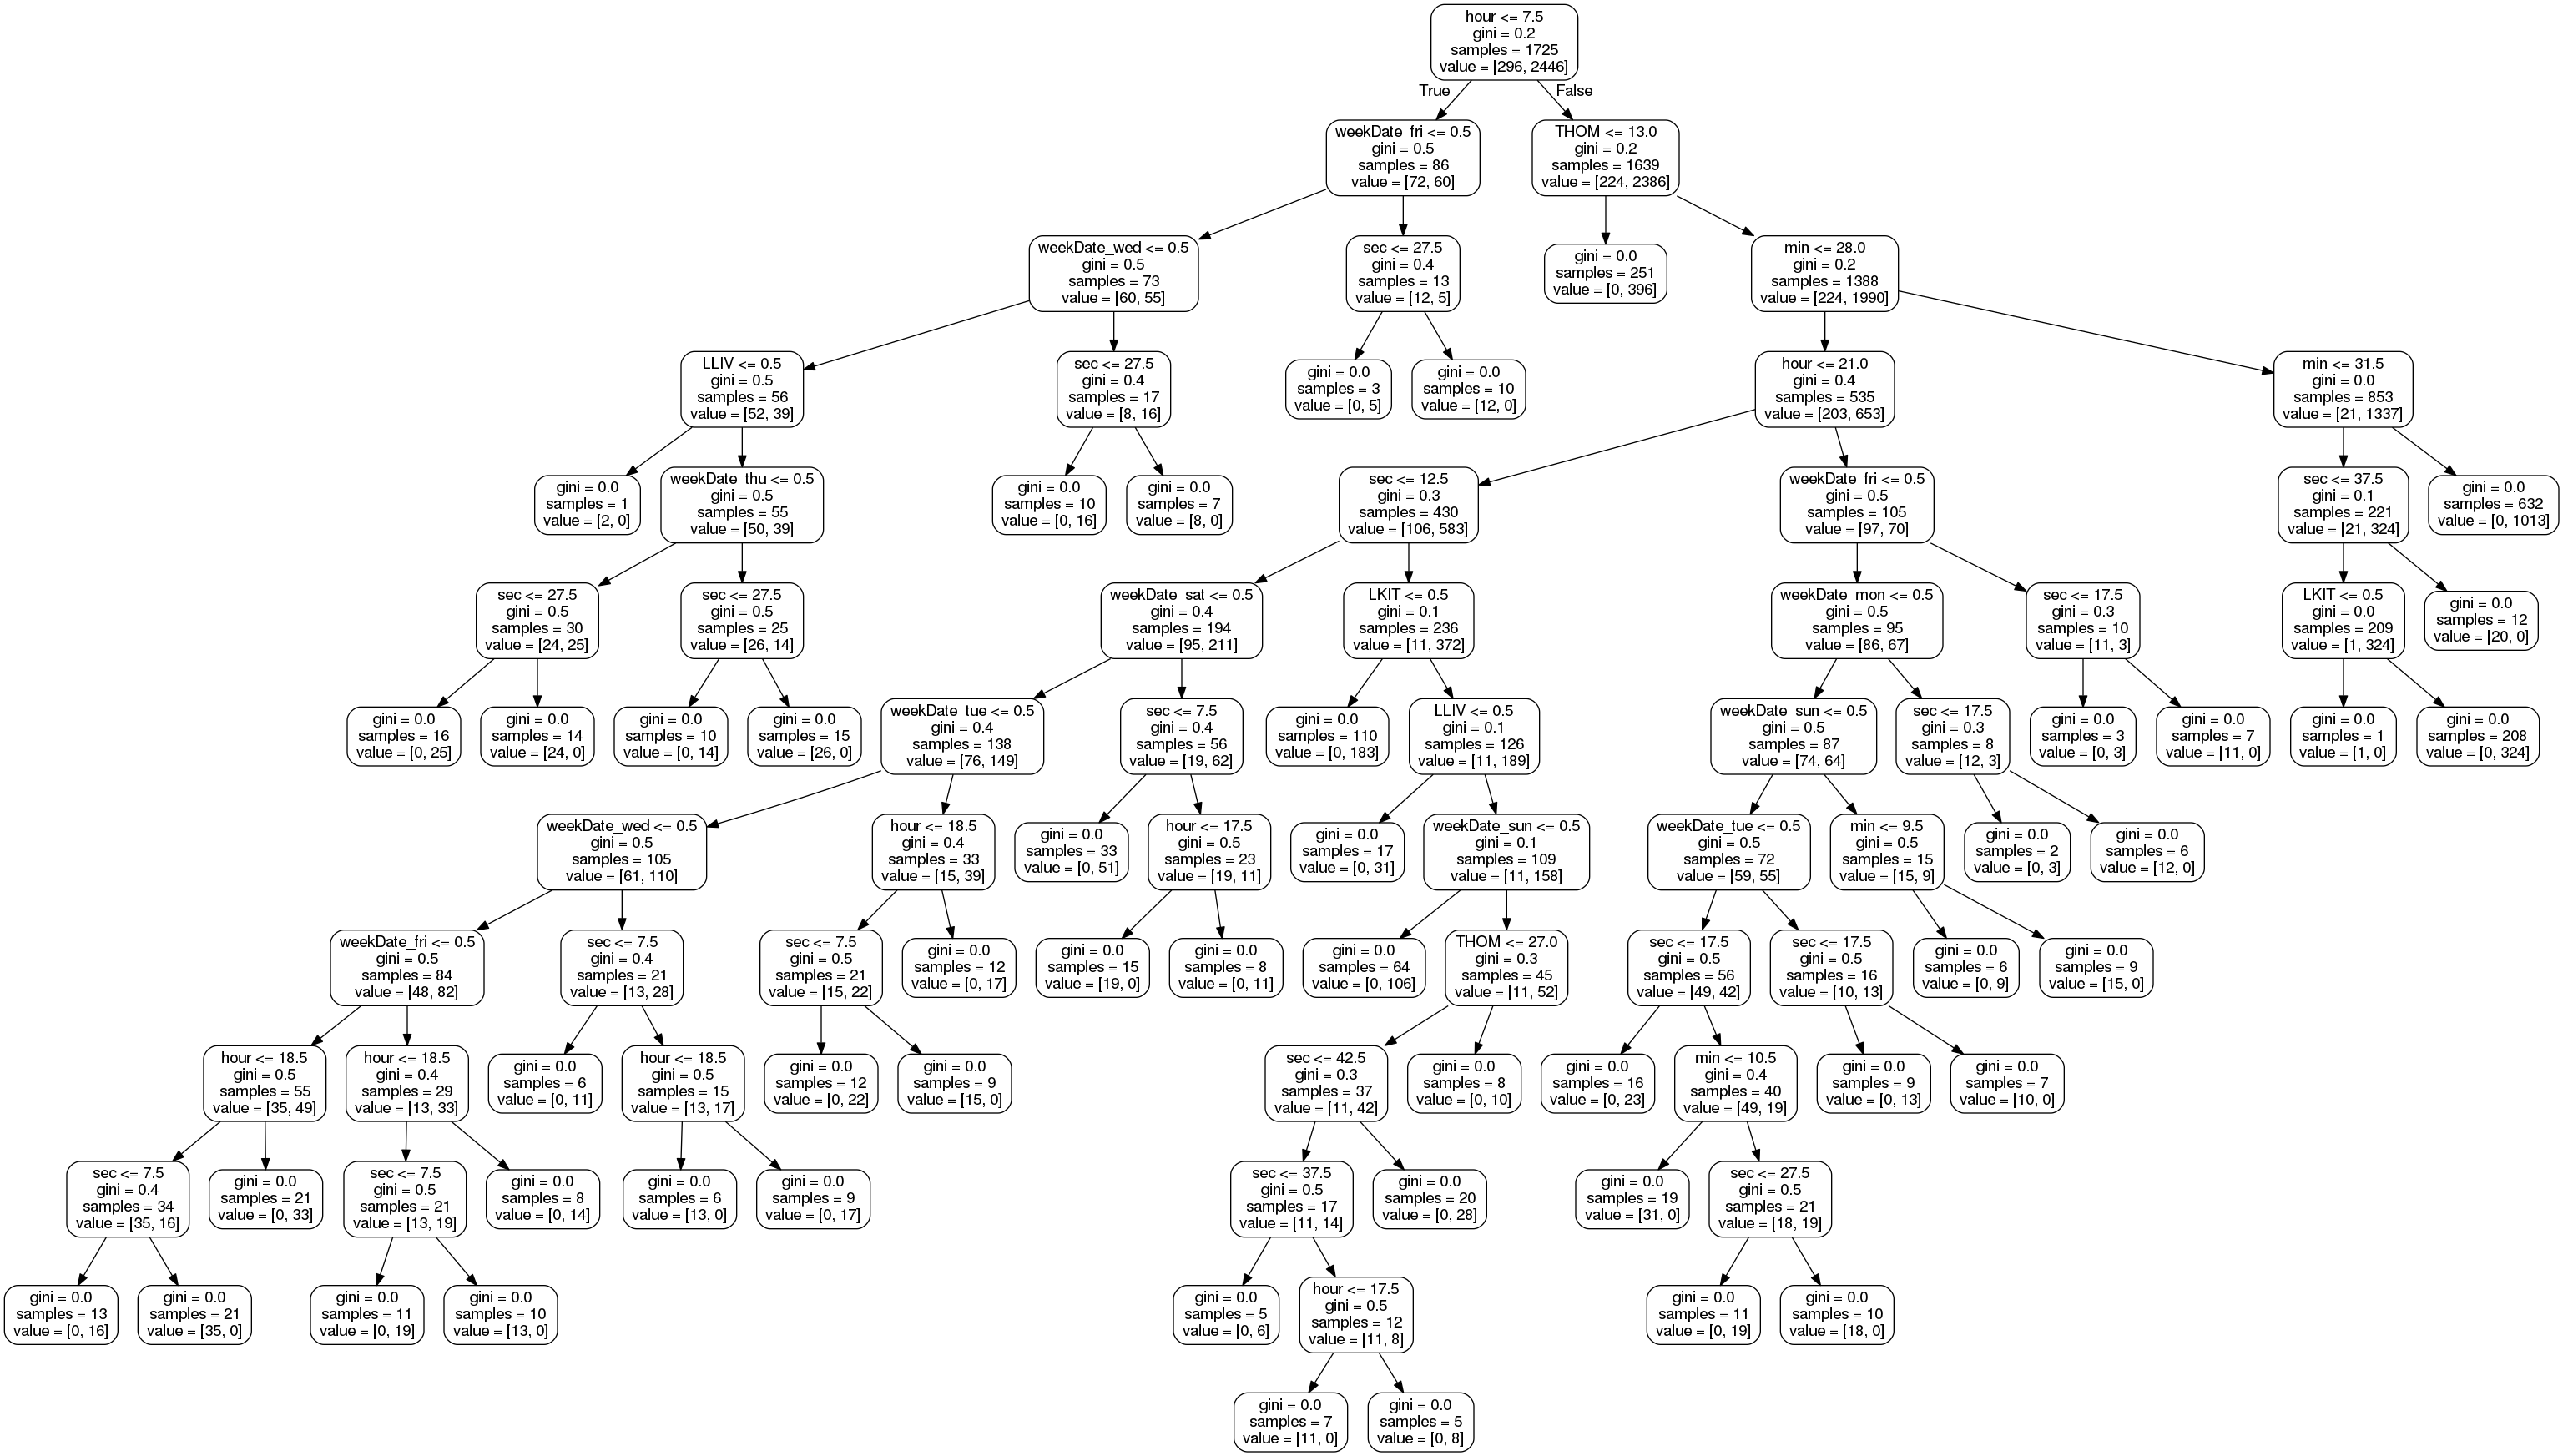 hour <= 7.5
gini = 0.2
samples = 1725
value = [296, 2446]
True
False
weekDate_fri <= 0.5
gini = 0.5
samples = 86
value = [72, 60]
THOM <= 13.0
gini = 0.2
samples = 1639
value = [224, 2386]
weekDate_wed <= 0.5
gini = 0.5
samples = 73
value = [60, 55]
sec <= 27.5
gini = 0.4
samples = 13
value = [12, 5]
gini = 0.0
samples = 251
value = [0, 396]
min <= 28.0
gini = 0.2
samples = 1388
value = [224, 1990]
LLIV <= 0.5
gini = 0.5
samples = 56
value = [52, 39]
sec <= 27.5
gini = 0.4
samples = 17
value = [8, 16]
gini = 0.0
samples = 3
value = [0, 5]
gini = 0.0
samples = 10
value = [12, 0]
hour <= 21.0
gini = 0.4
samples = 535
value = [203, 653]
min <= 31.5
gini = 0.0
samples = 853
value = [21, 1337]
gini = 0.0
samples = 1
value = [2, 0]
weekDate_thu <= 0.5
gini = 0.5
samples = 55
value = [50, 39]
gini = 0.0
samples = 10
value = [0, 16]
gini = 0.0
samples = 7
value = [8, 0]
sec <= 12.5
gini = 0.3
samples = 430
value = [106, 583]
weekDate_fri <= 0.5
gini = 0.5
samples = 105
value = [97, 70]
sec <= 37.5
gini = 0.1
samples = 221
value = [21, 324]
gini = 0.0
samples = 632
value = [0, 1013]
sec <= 27.5
gini = 0.5
samples = 30
value = [24, 25]
sec <= 27.5
gini = 0.5
samples = 25
value = [26, 14]
weekDate_sat <= 0.5
gini = 0.4
samples = 194
value = [95, 211]
LKIT <= 0.5
gini = 0.1
samples = 236
value = [11, 372]
weekDate_mon <= 0.5
gini = 0.5
samples = 95
value = [86, 67]
sec <= 17.5
gini = 0.3
samples = 10
value = [11, 3]
LKIT <= 0.5
gini = 0.0
samples = 209
value = [1, 324]
gini = 0.0
samples = 12
value = [20, 0]
gini = 0.0
samples = 16
value = [0, 25]
gini = 0.0
samples = 14
value = [24, 0]
gini = 0.0
samples = 10
value = [0, 14]
gini = 0.0
samples = 15
value = [26, 0]
weekDate_tue <= 0.5
gini = 0.4
samples = 138
value = [76, 149]
sec <= 7.5
gini = 0.4
samples = 56
value = [19, 62]
gini = 0.0
samples = 110
value = [0, 183]
LLIV <= 0.5
gini = 0.1
samples = 126
value = [11, 189]
weekDate_sun <= 0.5
gini = 0.5
samples = 87
value = [74, 64]
sec <= 17.5
gini = 0.3
samples = 8
value = [12, 3]
gini = 0.0
samples = 3
value = [0, 3]
gini = 0.0
samples = 7
value = [11, 0]
gini = 0.0
samples = 1
value = [1, 0]
gini = 0.0
samples = 208
value = [0, 324]
weekDate_wed <= 0.5
gini = 0.5
samples = 105
value = [61, 110]
hour <= 18.5
gini = 0.4
samples = 33
value = [15, 39]
gini = 0.0
samples = 33
value = [0, 51]
hour <= 17.5
gini = 0.5
samples = 23
value = [19, 11]
gini = 0.0
samples = 17
value = [0, 31]
weekDate_sun <= 0.5
gini = 0.1
samples = 109
value = [11, 158]
weekDate_tue <= 0.5
gini = 0.5
samples = 72
value = [59, 55]
min <= 9.5
gini = 0.5
samples = 15
value = [15, 9]
gini = 0.0
samples = 2
value = [0, 3]
gini = 0.0
samples = 6
value = [12, 0]
weekDate_fri <= 0.5
gini = 0.5
samples = 84
value = [48, 82]
sec <= 7.5
gini = 0.4
samples = 21
value = [13, 28]
sec <= 7.5
gini = 0.5
samples = 21
value = [15, 22]
gini = 0.0
samples = 12
value = [0, 17]
gini = 0.0
samples = 15
value = [19, 0]
gini = 0.0
samples = 8
value = [0, 11]
gini = 0.0
samples = 64
value = [0, 106]
THOM <= 27.0
gini = 0.3
samples = 45
value = [11, 52]
sec <= 17.5
gini = 0.5
samples = 56
value = [49, 42]
sec <= 17.5
gini = 0.5
samples = 16
value = [10, 13]
gini = 0.0
samples = 6
value = [0, 9]
gini = 0.0
samples = 9
value = [15, 0]
hour <= 18.5
gini = 0.5
samples = 55
value = [35, 49]
hour <= 18.5
gini = 0.4
samples = 29
value = [13, 33]
gini = 0.0
samples = 6
value = [0, 11]
hour <= 18.5
gini = 0.5
samples = 15
value = [13, 17]
gini = 0.0
samples = 12
value = [0, 22]
gini = 0.0
samples = 9
value = [15, 0]
sec <= 42.5
gini = 0.3
samples = 37
value = [11, 42]
gini = 0.0
samples = 8
value = [0, 10]
gini = 0.0
samples = 16
value = [0, 23]
min <= 10.5
gini = 0.4
samples = 40
value = [49, 19]
gini = 0.0
samples = 9
value = [0, 13]
gini = 0.0
samples = 7
value = [10, 0]
sec <= 7.5
gini = 0.4
samples = 34
value = [35, 16]
gini = 0.0
samples = 21
value = [0, 33]
sec <= 7.5
gini = 0.5
samples = 21
value = [13, 19]
gini = 0.0
samples = 8
value = [0, 14]
gini = 0.0
samples = 6
value = [13, 0]
gini = 0.0
samples = 9
value = [0, 17]
sec <= 37.5
gini = 0.5
samples = 17
value = [11, 14]
gini = 0.0
samples = 20
value = [0, 28]
gini = 0.0
samples = 19
value = [31, 0]
sec <= 27.5
gini = 0.5
samples = 21
value = [18, 19]
gini = 0.0
samples = 13
value = [0, 16]
gini = 0.0
samples = 21
value = [35, 0]
gini = 0.0
samples = 11
value = [0, 19]
gini = 0.0
samples = 10
value = [13, 0]
gini = 0.0
samples = 5
value = [0, 6]
hour <= 17.5
gini = 0.5
samples = 12
value = [11, 8]
gini = 0.0
samples = 11
value = [0, 19]
gini = 0.0
samples = 10
value = [18, 0]
gini = 0.0
samples = 7
value = [11, 0]
gini = 0.0
samples = 5
value = [0, 8]